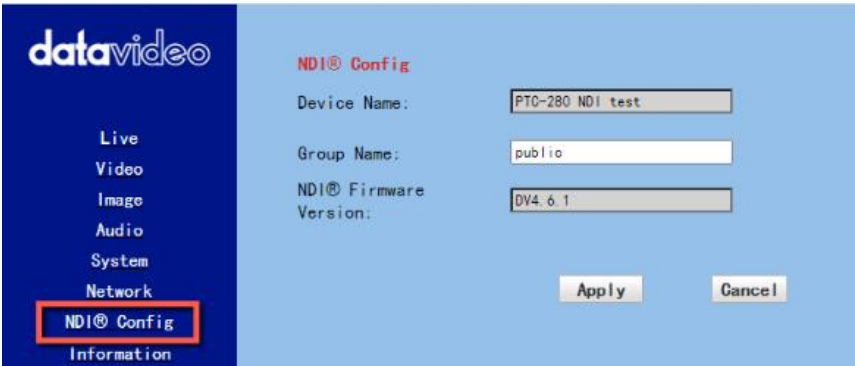 datavideo
Live
Video
Image
Audio
System
Network
NDI® Config
Information
NDI® Config
Device Name:
PTC-280 NDI test
Group Name:
public
NDI® Firmware
Version:
DV4.6.1
Apply
Cancel